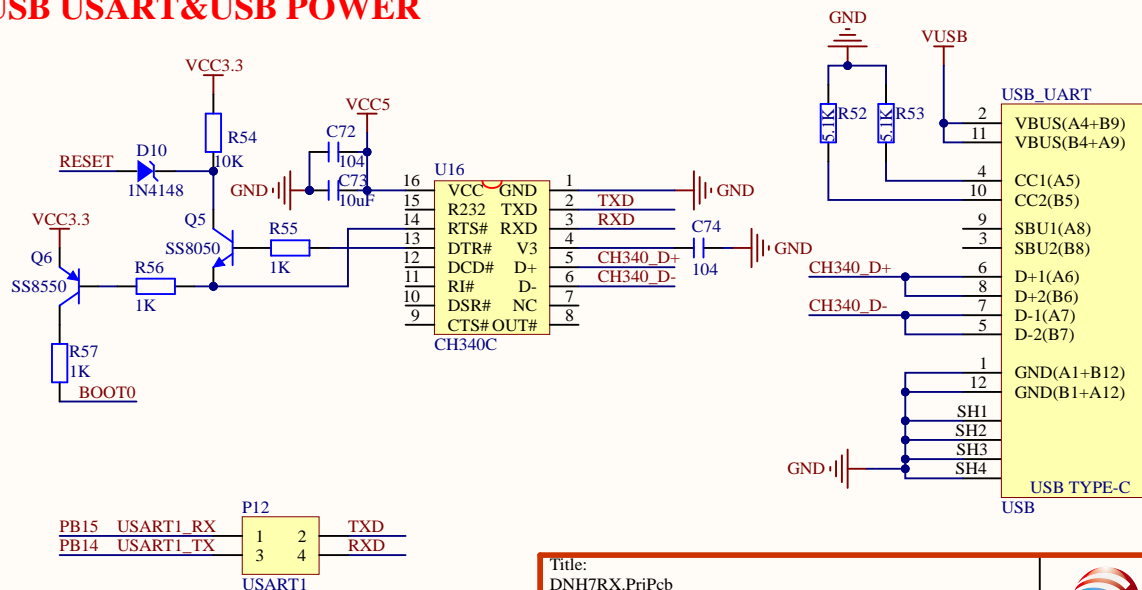 USB USART&USB POWER
VCC3.3
R54
10K
RESET
D10
1N4148
VCC3.3
Q5
SS8050
R55
1K
Q6
SS8550
R56
1K
R57
1K
BOOT0
VCC5
C72
104
C73
10uF
GND
U16
16 VCC GND 1
15 R232 TXD 2
14 RTS# RXD 3
13 DTR# V3 4
12 DCD# D+ 5
11 RI# D- 6
10 DSR# NC 7
9 CTS# OUT# 8
CH340C
GND
TXD
RXD
C74
104
GND
CH340_D+
CH340_D-
GND
VUSB
5.1K R52
5.1K R53
USB_UART
2 VBUS(A4+B9)
11 VBUS(B4+A9)
4 CC1(A5)
10 CC2(B5)
9 SBU1(A8)
3 SBU2(B8)
CH340_D+
6 D+1(A6)
8 D+2(B6)
CH340_D-
7 D-1(A7)
5 D-2(B7)
1 GND(A1+B12)
12 GND(B1+A12)
SH1
SH2
SH3
SH4
GND
USB TYPE-C
USB
P12
PB15 USART1_RX 1 2 TXD
PB14 USART1_TX 3 4 RXD
USART1
Title:
DNH7RX.PrjPcb